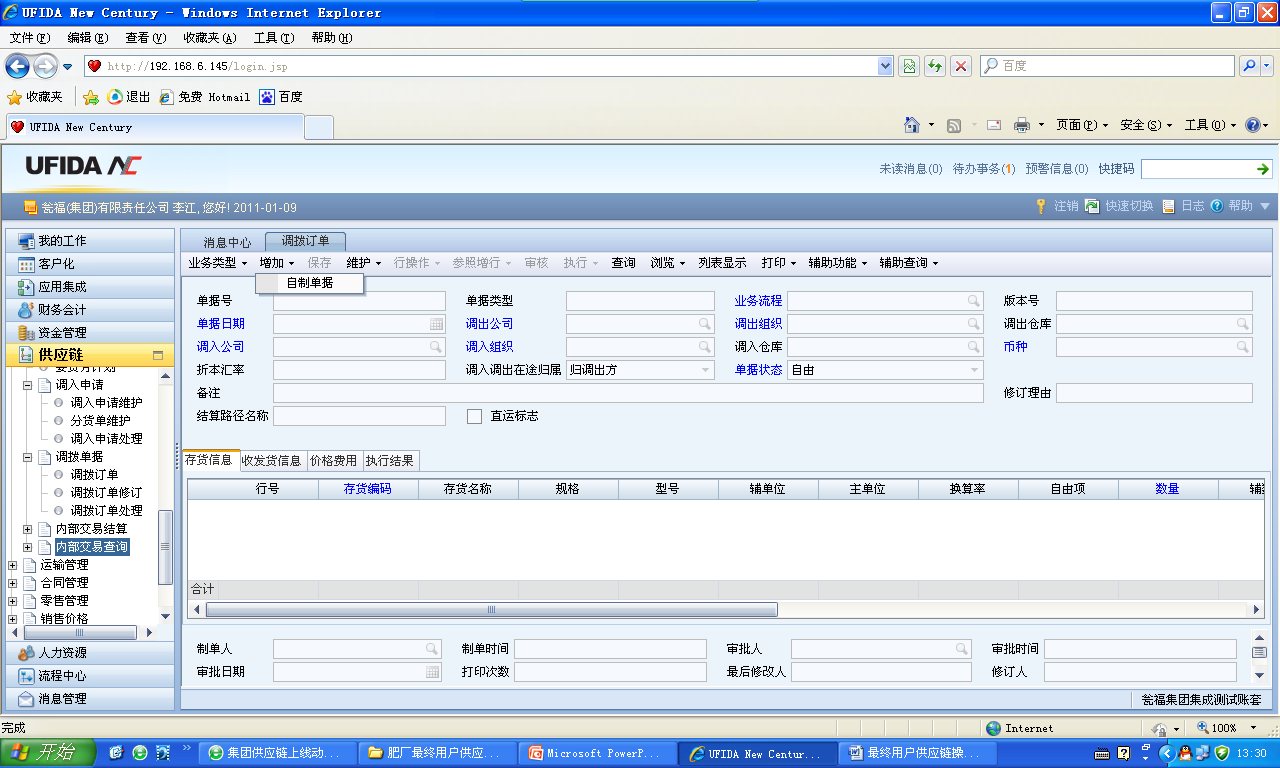 UFIDA New Century - Windows Internet Explorer
文件(F) 编辑(E) 查看(V) 收藏夹(A) 工具(T) 帮助(H)
http://192.168.6.145/login.jsp 百度
收藏夹 退出 免费 Hotmail 百度
UFIDA New Century 页面(P) 安全(S) 工具(O)
UFIDA NC 未读消息(0) 待办事务(1) 预警信息(0) 快捷码
瓮福(集团)有限责任公司 李江,您好! 2011-01-09 注销 快速切换 日志 帮助
我的工作
客户化
应用集成
财务会计
资金管理
供应链
要货月计划
调入申请
调入申请维护
分货单维护
调入申请处理
调拨单据
调拨订单
调拨订单修订
调拨订单处理
内部交易结算
内部交易查询
运输管理
合同管理
零售管理
销售价格
人力资源
流程中心
消息管理
消息中心 调拨订单
业务类型 增加 保存 维护 行操作 参照增行 审核 执行 查询 浏览 列表显示 打印 辅助功能 辅助查询
自制单据
单据号 单据类型 业务流程 版本号
单据日期 调出公司 调出组织 调出仓库
调入公司 调入组织 调入仓库 币种
折本汇率 调入调出在途归属 归调出方 单据状态 自由
备注 修订理由
结算路径名称 直运标志
存货信息 收发货信息 价格费用 执行结果
行号 存货编码 存货名称 规格 型号 辅单位 主单位 换算率 自由项 数量
合计
制单人 制单时间 审批人 审批时间
审批日期 打印次数 最后修改人 修订人
瓮福集团集成测试账套
完成 Internet 100%
开始 集团供应链上线动... 肥厂最终用户供应... Microsoft PowerP... UFIDA New Centur... 最终用户供应链操... 13:30